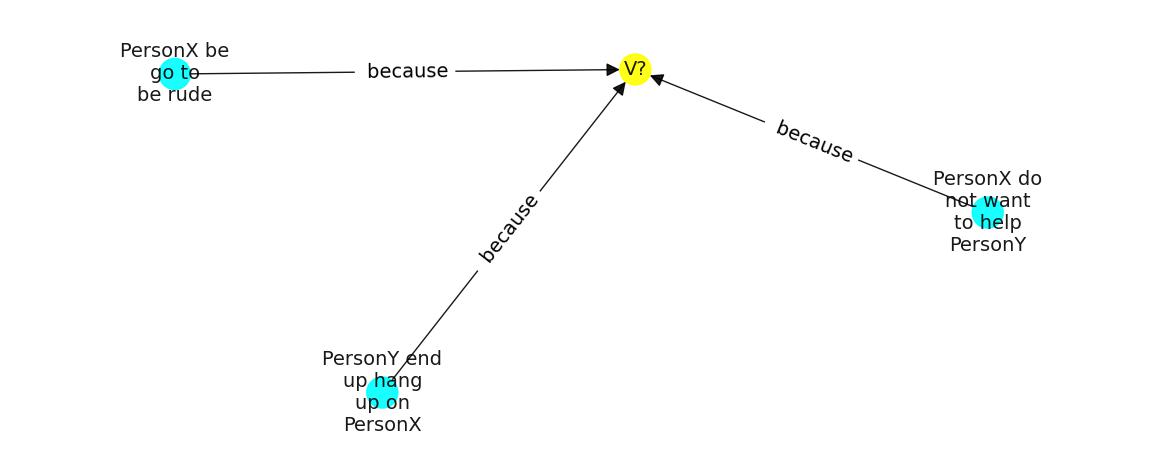 PersonX be
go to
be rude
because
V?
because
PersonX do
not want
to help
PersonY
because
PersonY end
up hang
up on
PersonX